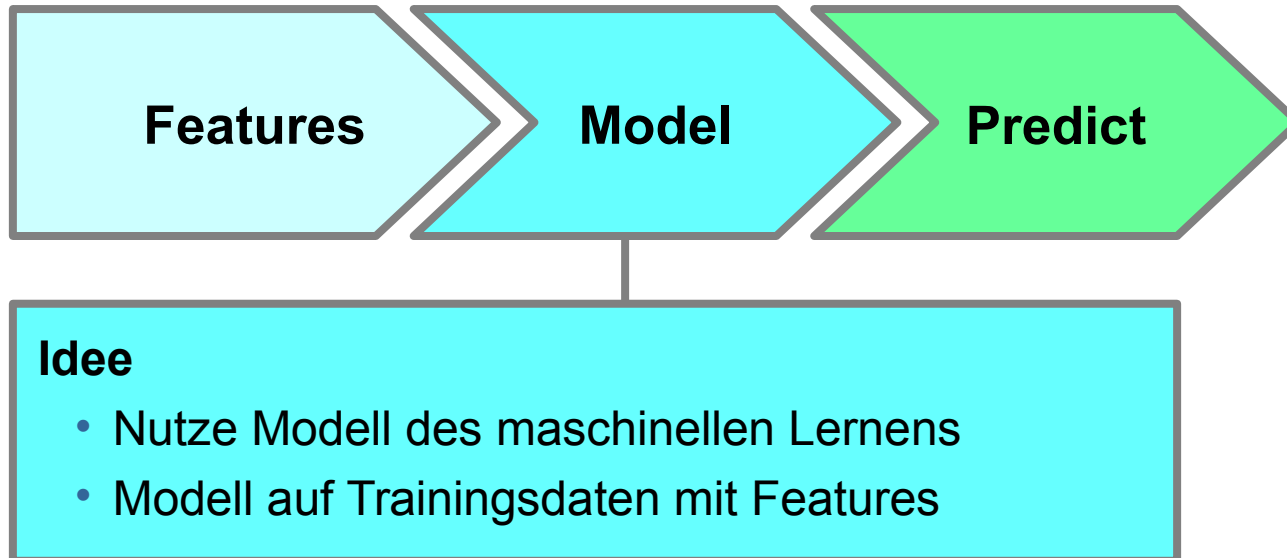 Features
Model
Predict
Idee
• Nutze Modell des maschinellen Lernens
• Modell auf Trainingsdaten mit Features